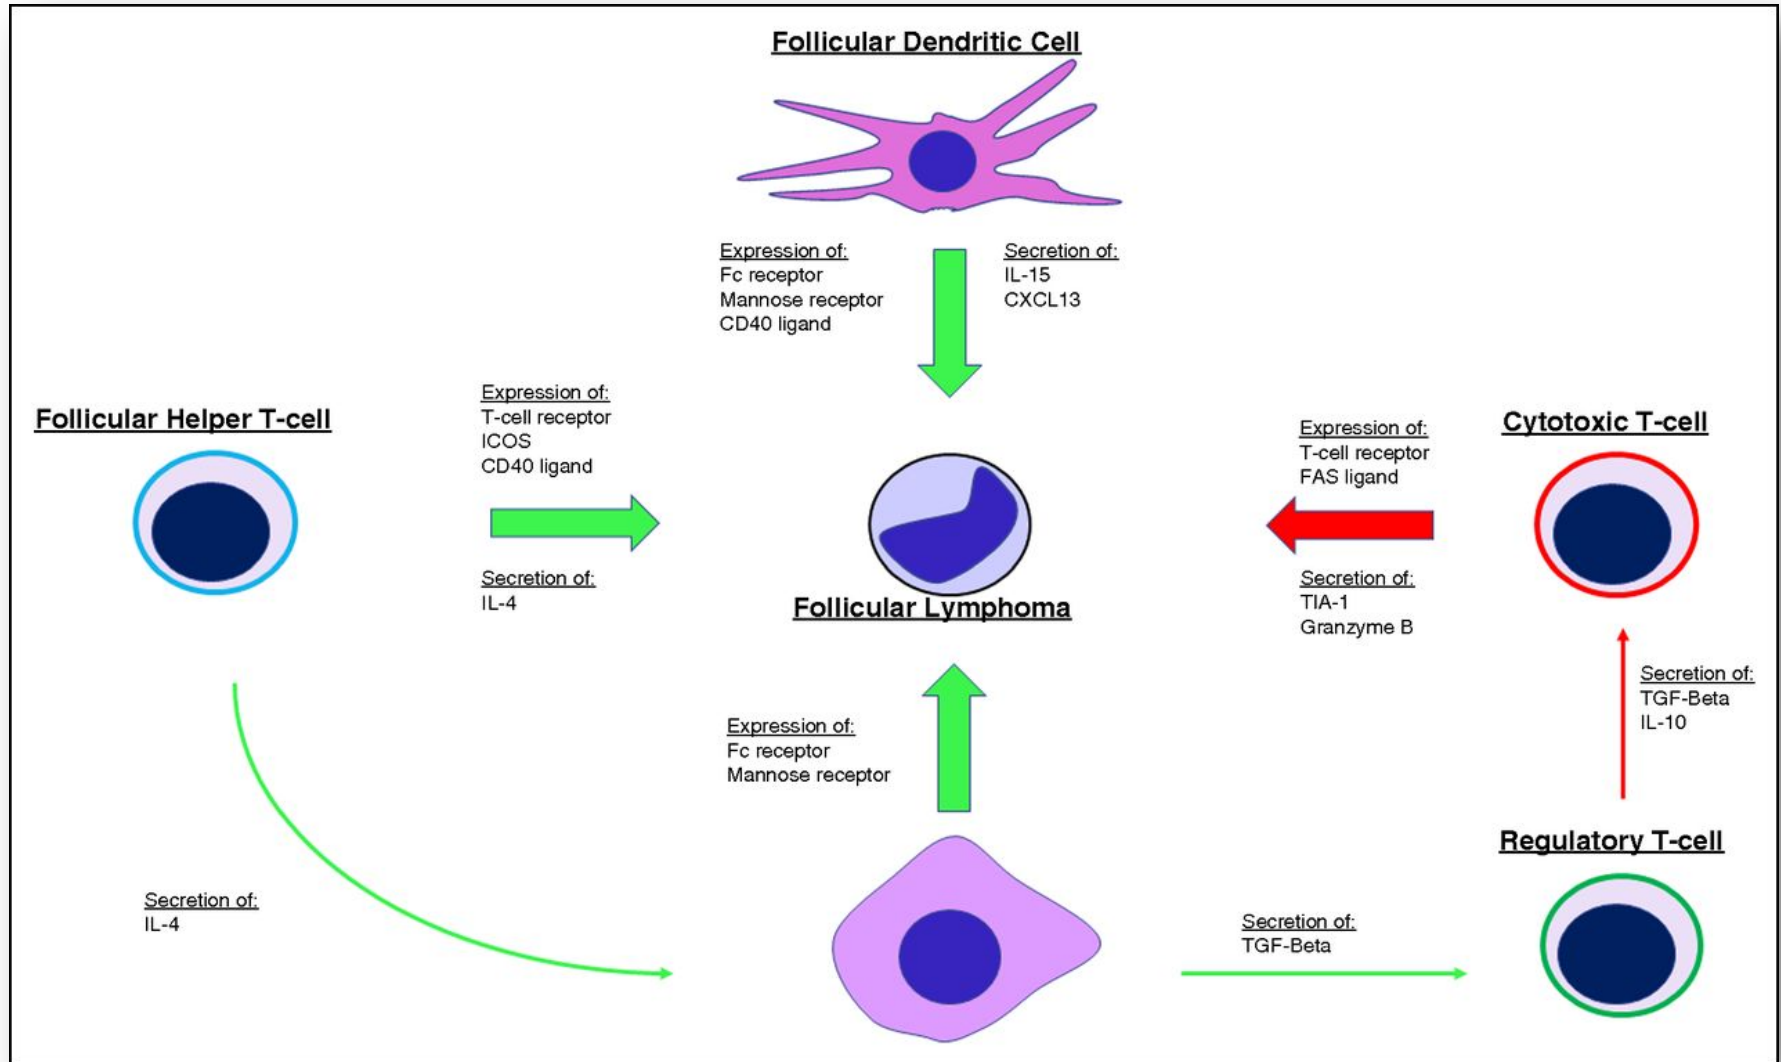 Follicular Dendritic Cell
Expression of:
Fc receptor
Mannose receptor
CD40 ligand
Secretion of:
IL-15
CXCL13
Follicular Helper T-cell
Expression of:
T-cell receptor
ICOS
CD40 ligand
Secretion of:
IL-4
Follicular Lymphoma
Cytotoxic T-cell
Expression of:
T-cell receptor
FAS ligand
Secretion of:
TIA-1
Granzyme B
Secretion of:
TGF-Beta
IL-10
Expression of:
Fc receptor
Mannose receptor
Regulatory T-cell
Secretion of:
IL-4
Secretion of:
TGF-Beta